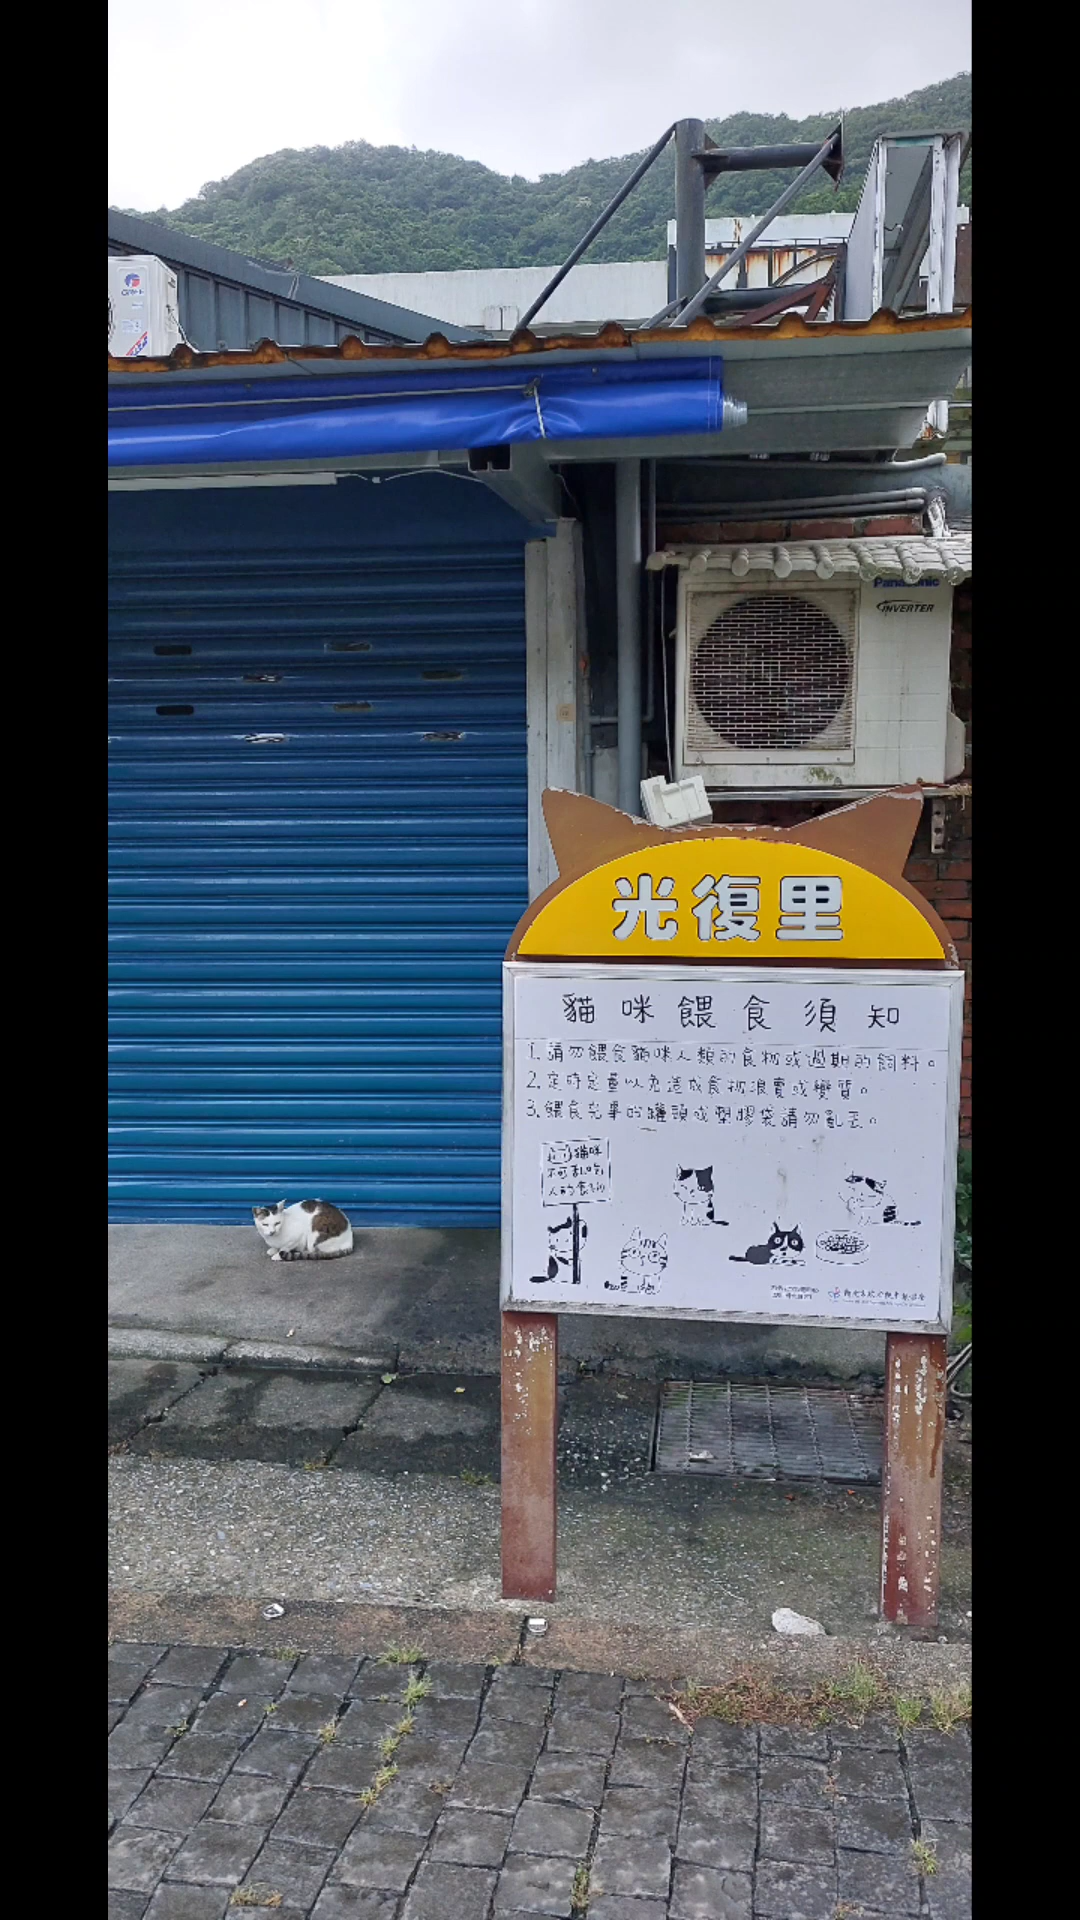 Panasonic
INVERTER
光復里
貓咪餵食須知
1. 請勿餵食貓咪人類的食物或過期的飼料。
2. 定時定量以免造成食物浪費或變質。
3. 餵食完畢的罐頭或塑膠袋請勿亂丟。
貓咪
不可亂吃
人的食物